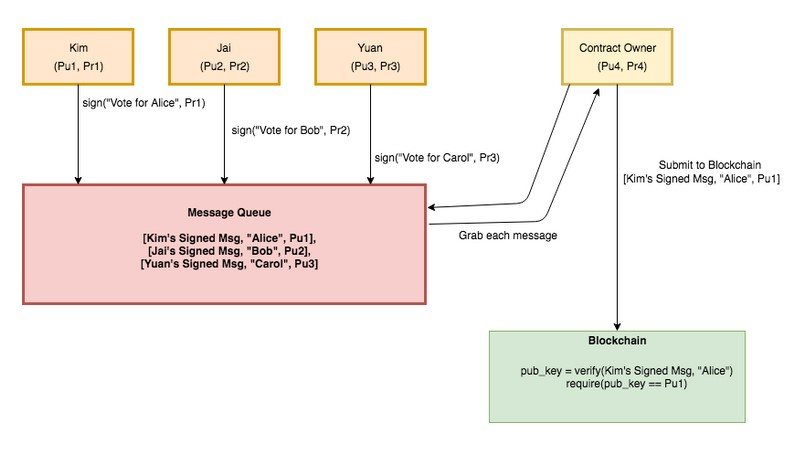 Kim
(Pu1, Pr1)
Jai
(Pu2, Pr2)
Yuan
(Pu3, Pr3)
Contract Owner
(Pu4, Pr4)
sign("Vote for Alice", Pr1)
sign("Vote for Bob", Pr2)
sign("Vote for Carol", Pr3)
Submit to Blockchain
[Kim's Signed Msg, "Alice", Pu1]
Message Queue
[Kim's Signed Msg, "Alice", Pu1],
[Jai's Signed Msg, "Bob", Pu2],
[Yuan's Signed Msg, "Carol", Pu3]
Grab each message
Blockchain
pub_key = verify(Kim's Signed Msg, "Alice")
require(pub_key == Pu1)